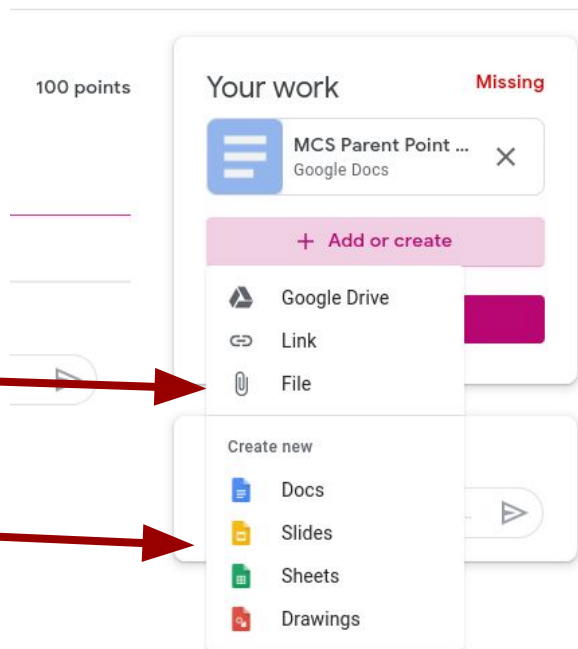 100 points
Your work
Missing
MCS Parent Point ...
Google Docs
+ Add or create
Google Drive
Link
File
Create new
Docs
Slides
Sheets
Drawings